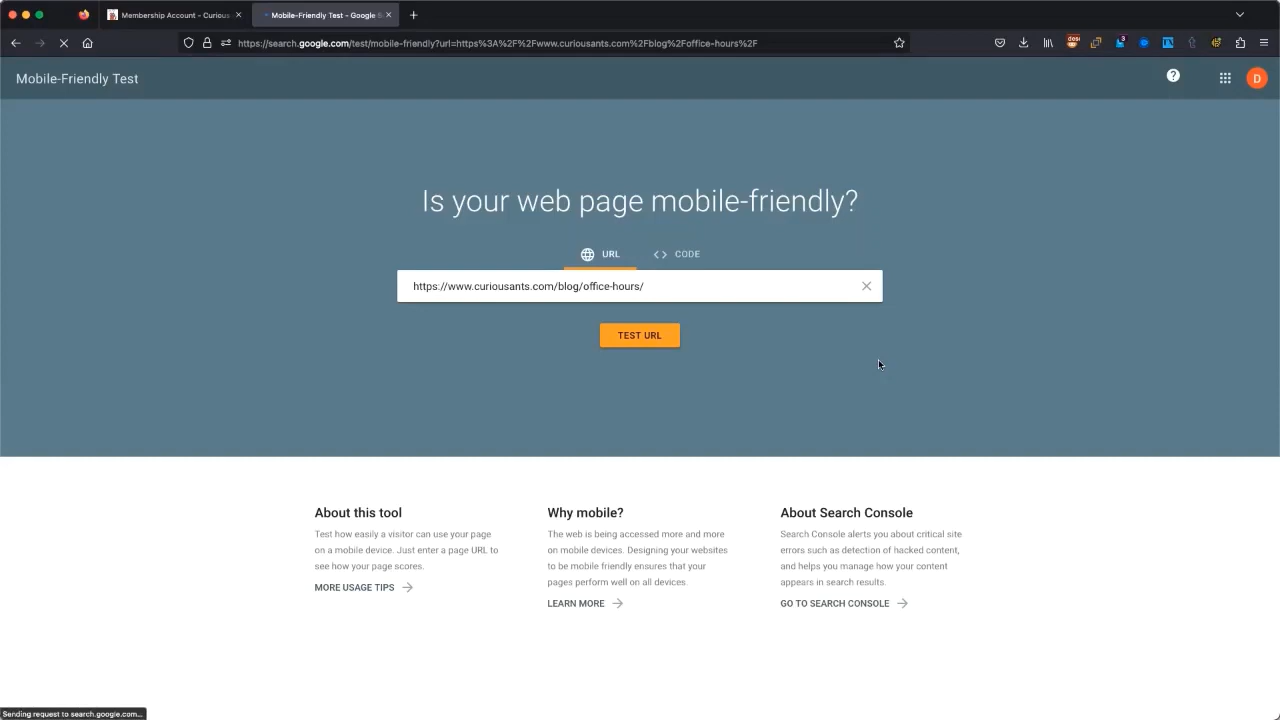 Membership Account - Curious
Mobile-Friendly Test - Google S
https://search.google.com/test/mobile-friendly?url=https%3A%2F%2Fwww.curiousants.com%2Fblog%2Foffice-hours%2F
3
Mobile-Friendly Test
D
Is your web page mobile-friendly?
URL
CODE
https://www.curiousants.com/blog/office-hours/
TEST URL
About this tool
Test how easily a visitor can use your page
on a mobile device. Just enter a page URL to
see how your page scores.
MORE USAGE TIPS
Why mobile?
The web is being accessed more and more
on mobile devices. Designing your websites
to be mobile friendly ensures that your
pages perform well on all devices.
LEARN MORE
About Search Console
Search Console alerts you about critical site
errors such as detection of hacked content,
and helps you manage how your content
appears in search results.
GO TO SEARCH CONSOLE
Sending request to search.google.com...